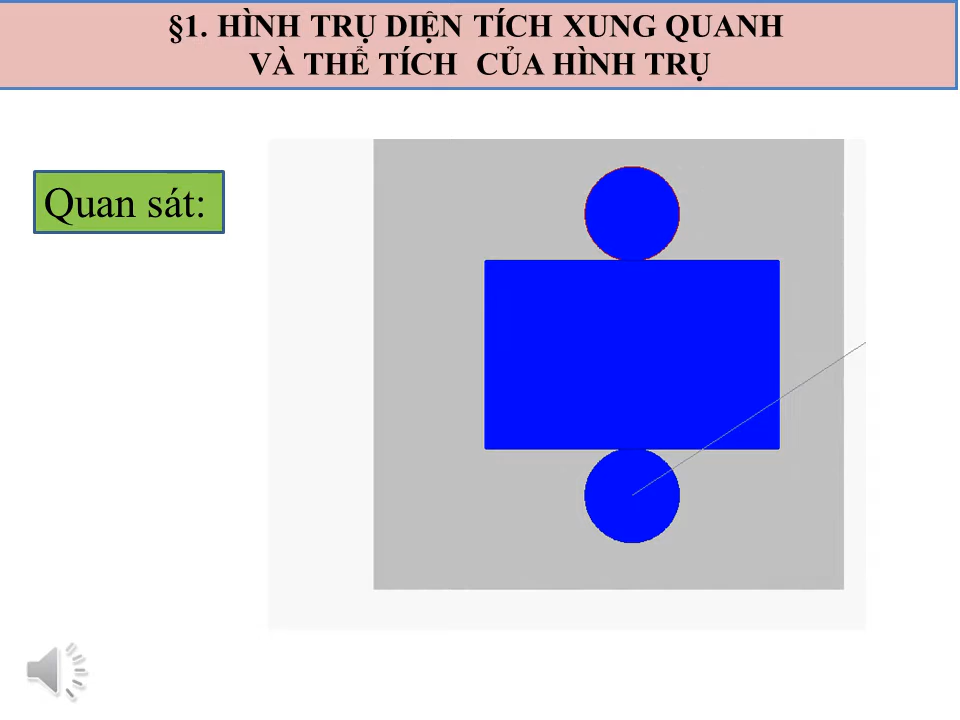 §1. HÌNH TRỤ DIỆN TÍCH XUNG QUANH
VÀ THỂ TÍCH CỦA HÌNH TRỤ
Quan sát: